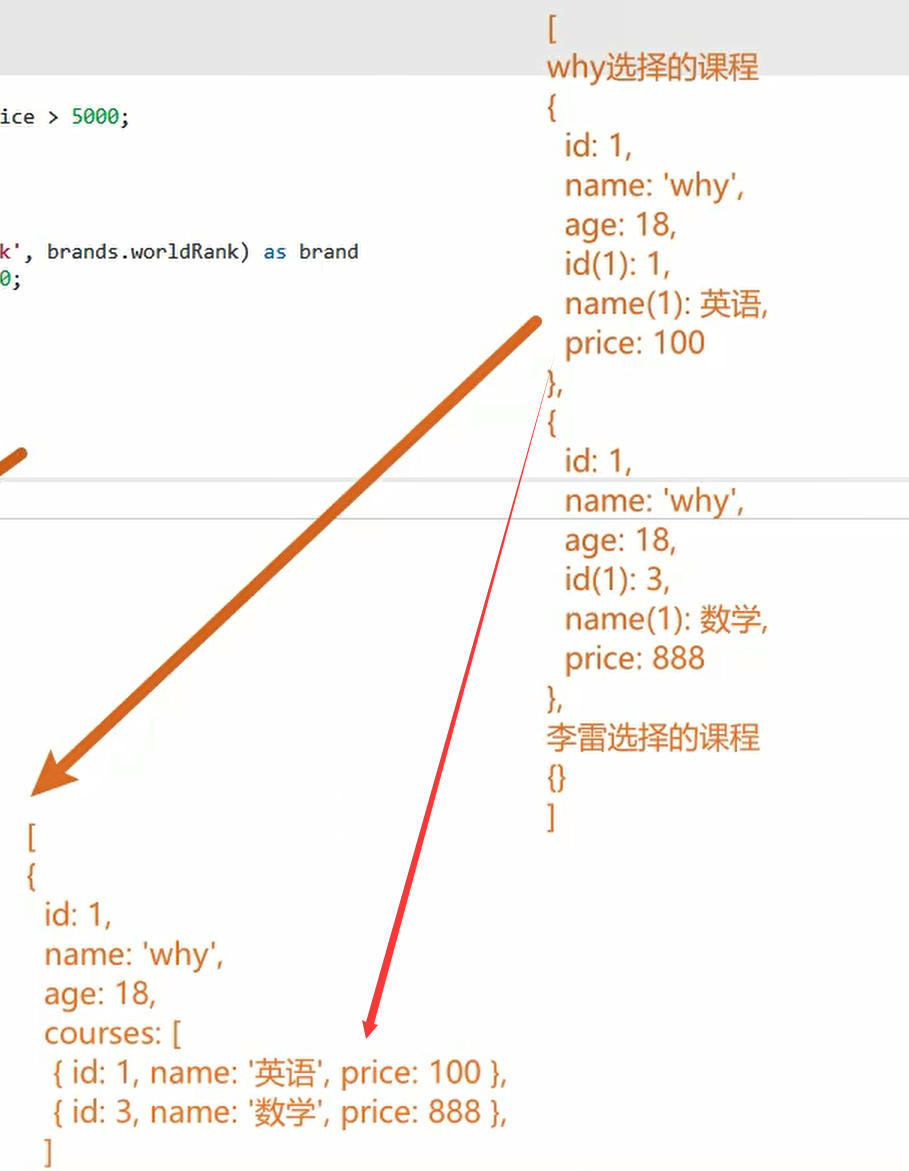 ice > 5000;
k', brands.worldRank) as brand
0;
[
why选择的课程
{
id: 1,
name: 'why',
age: 18,
id(1): 1,
name(1): 英语,
price: 100
},
{
id: 1,
name: 'why',
age: 18,
id(1): 3,
name(1): 数学,
price: 888
},
李雷选择的课程
{}
]
[
{
id: 1,
name: 'why',
age: 18,
courses: [
{ id: 1, name: '英语', price: 100 },
{ id: 3, name: '数学', price: 888 },
]